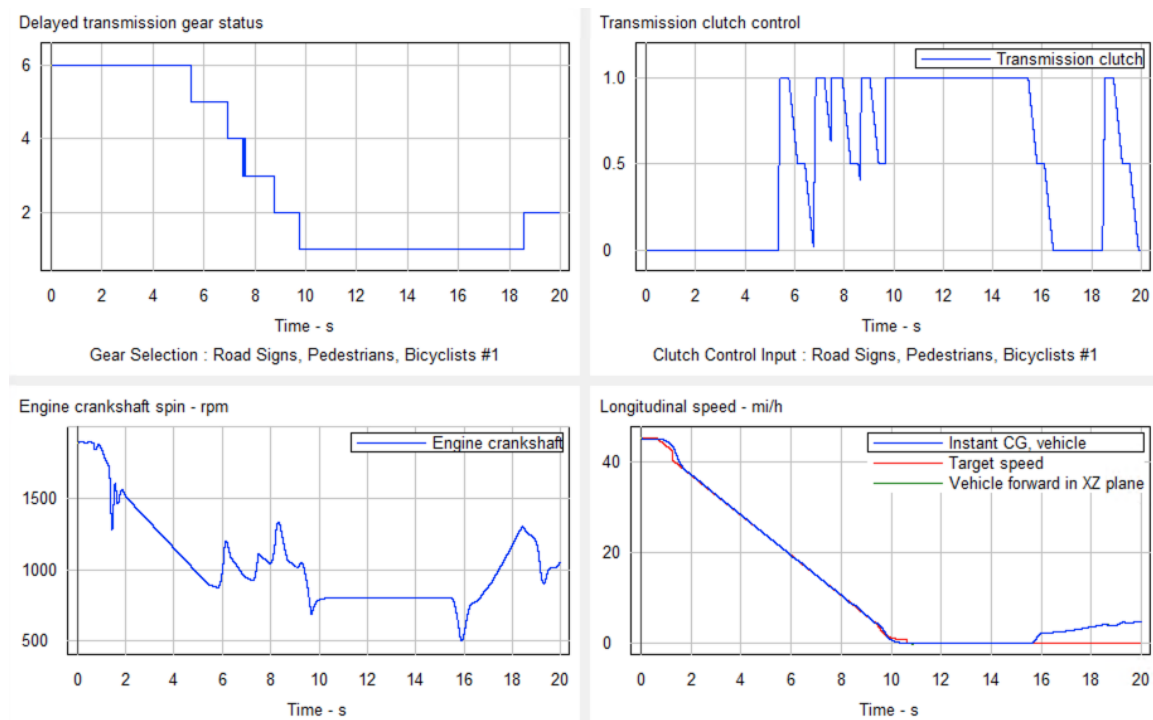 Delayed transmission gear status
6
4
2
0 2 4 6 8 10 12 14 16 18 20
Time - s
Gear Selection : Road Signs, Pedestrians, Bicyclists #1
Transmission clutch control
Transmission clutch
1.0
0.5
0
0 2 4 6 8 10 12 14 16 18 20
Time - s
Clutch Control Input : Road Signs, Pedestrians, Bicyclists #1
Engine crankshaft spin - rpm
Engine crankshaft
1500
1000
500
0 2 4 6 8 10 12 14 16 18 20
Time - s
Longitudinal speed - mi/h
Instant CG, vehicle
Target speed
Vehicle forward in XZ plane
40
20
0
0 2 4 6 8 10 12 14 16 18 20
Time - s